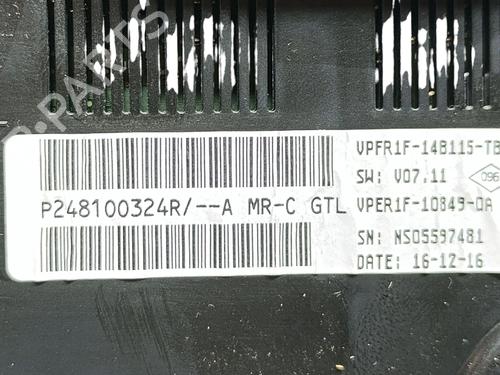 VPFR1F-14B115-TB
SW: V07.11
096
P248100324R/--A MR-C GTL
VPER1F-10849-DA
SN: NS05597481
DATE: 16-12-16
B-PARTS